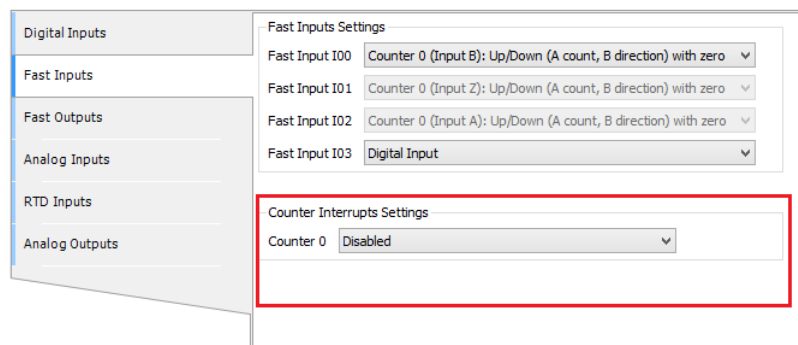 Digital Inputs
Fast Inputs
Fast Outputs
Analog Inputs
RTD Inputs
Analog Outputs
Fast Inputs Settings
Fast Input I00 Counter 0 (Input B): Up/Down (A count, B direction) with zero
Fast Input I01 Counter 0 (Input Z): Up/Down (A count, B direction) with zero
Fast Input I02 Counter 0 (Input A): Up/Down (A count, B direction) with zero
Fast Input I03 Digital Input
Counter Interrupts Settings
Counter 0 Disabled